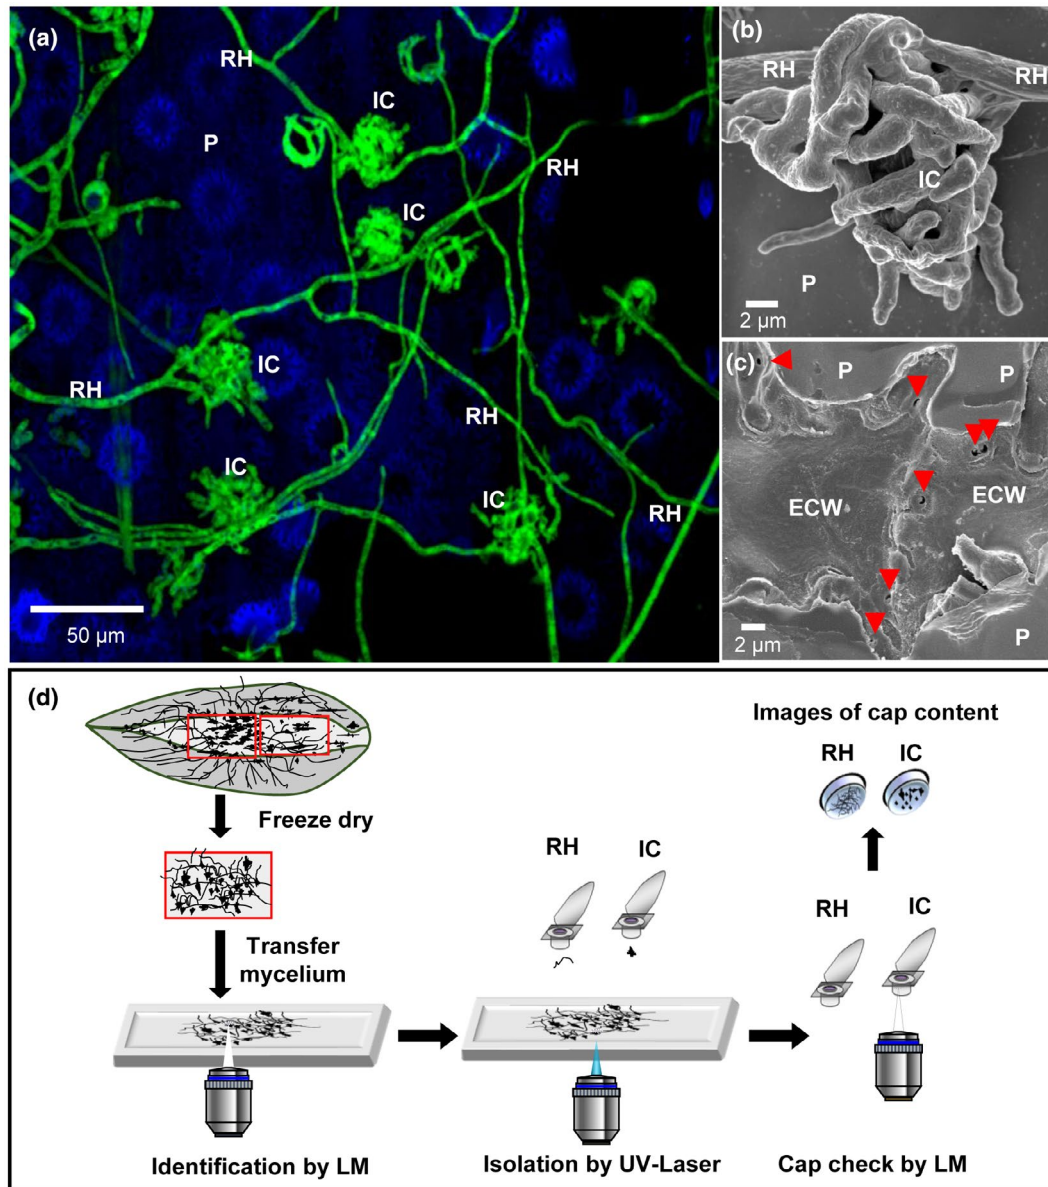 (a)
RH
IC
P
RH
IC
IC
RH
RH
IC
IC
RH
50 µm
(b)
RH
RH
IC
P
2 µm
(c)
P
P
ECW
ECW
P
2 µm
(d)
Freeze dry
Transfer
mycelium
Identification by LM
RH
IC
Isolation by UV-Laser
Images of cap content
RH
IC
RH
IC
Cap check by LM